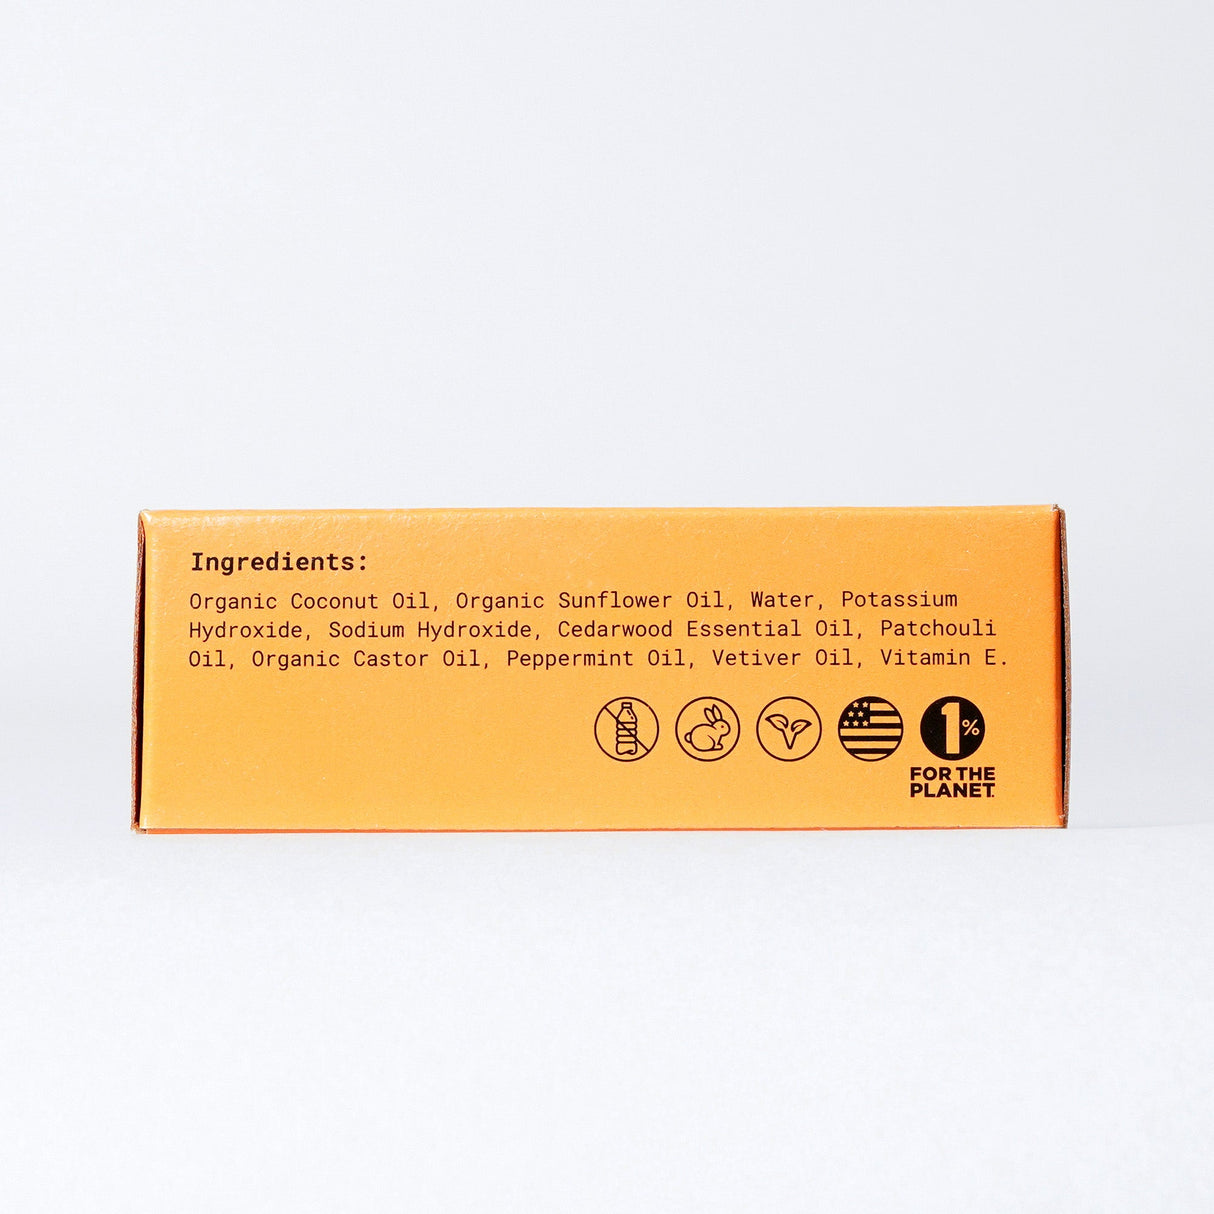 Ingredients:
Organic Coconut Oil, Organic Sunflower Oil, Water, Potassium
Hydroxide, Sodium Hydroxide, Cedarwood Essential Oil, Patchouli
Oil, Organic Castor Oil, Peppermint Oil, Vetiver Oil, Vitamin E.
1%
FOR THE
PLANET